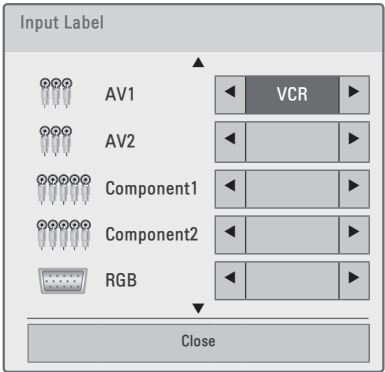 Input Label
AV1 VCR
AV2
Component1
Component2
RGB
Close